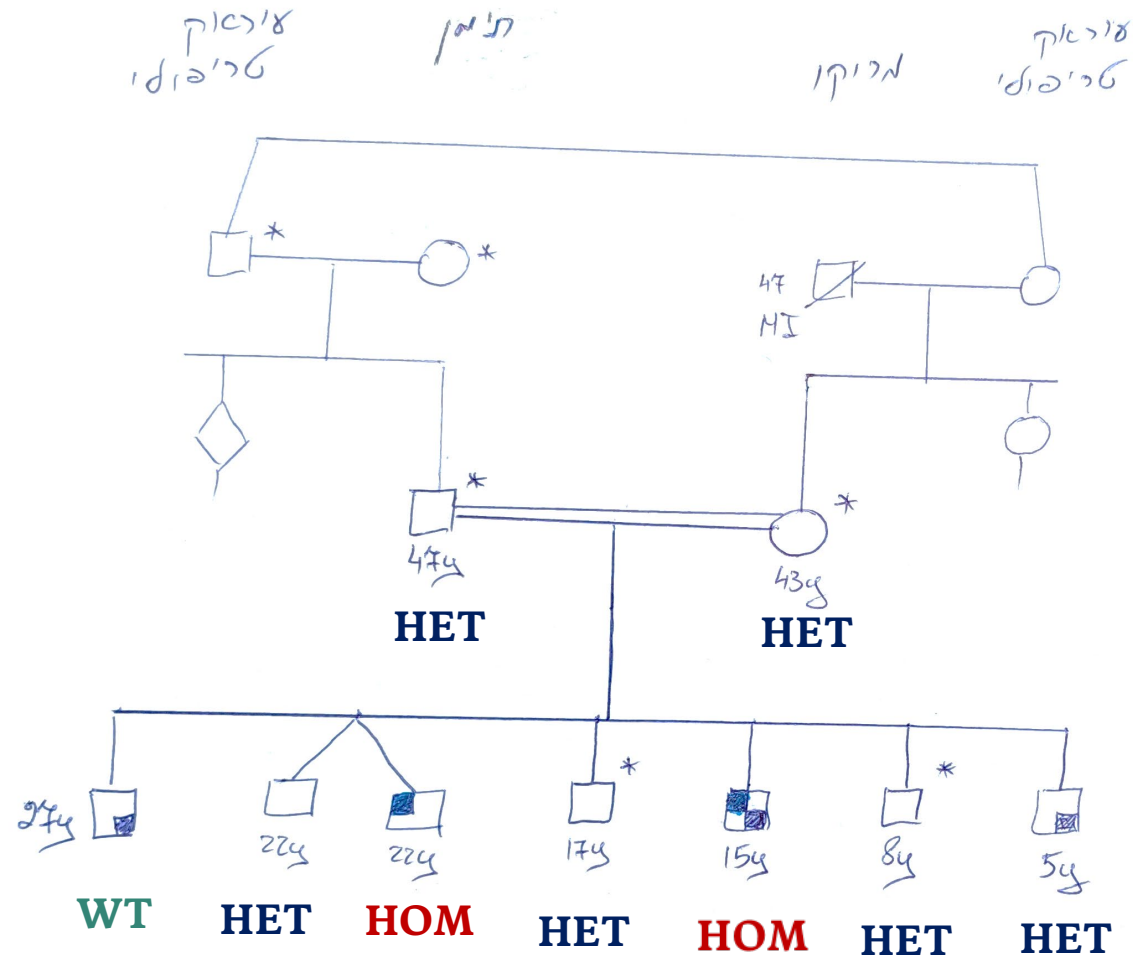 עיראק
טריפולי
תימן
מרוקו
עיראק
טריפולי
*
*
47
MI
*
*
47y
43y
HET
HET
*
*
27y
22y
22y
17y
15y
8y
5y
WT
HET
HOM
HET
HOM
HET
HET